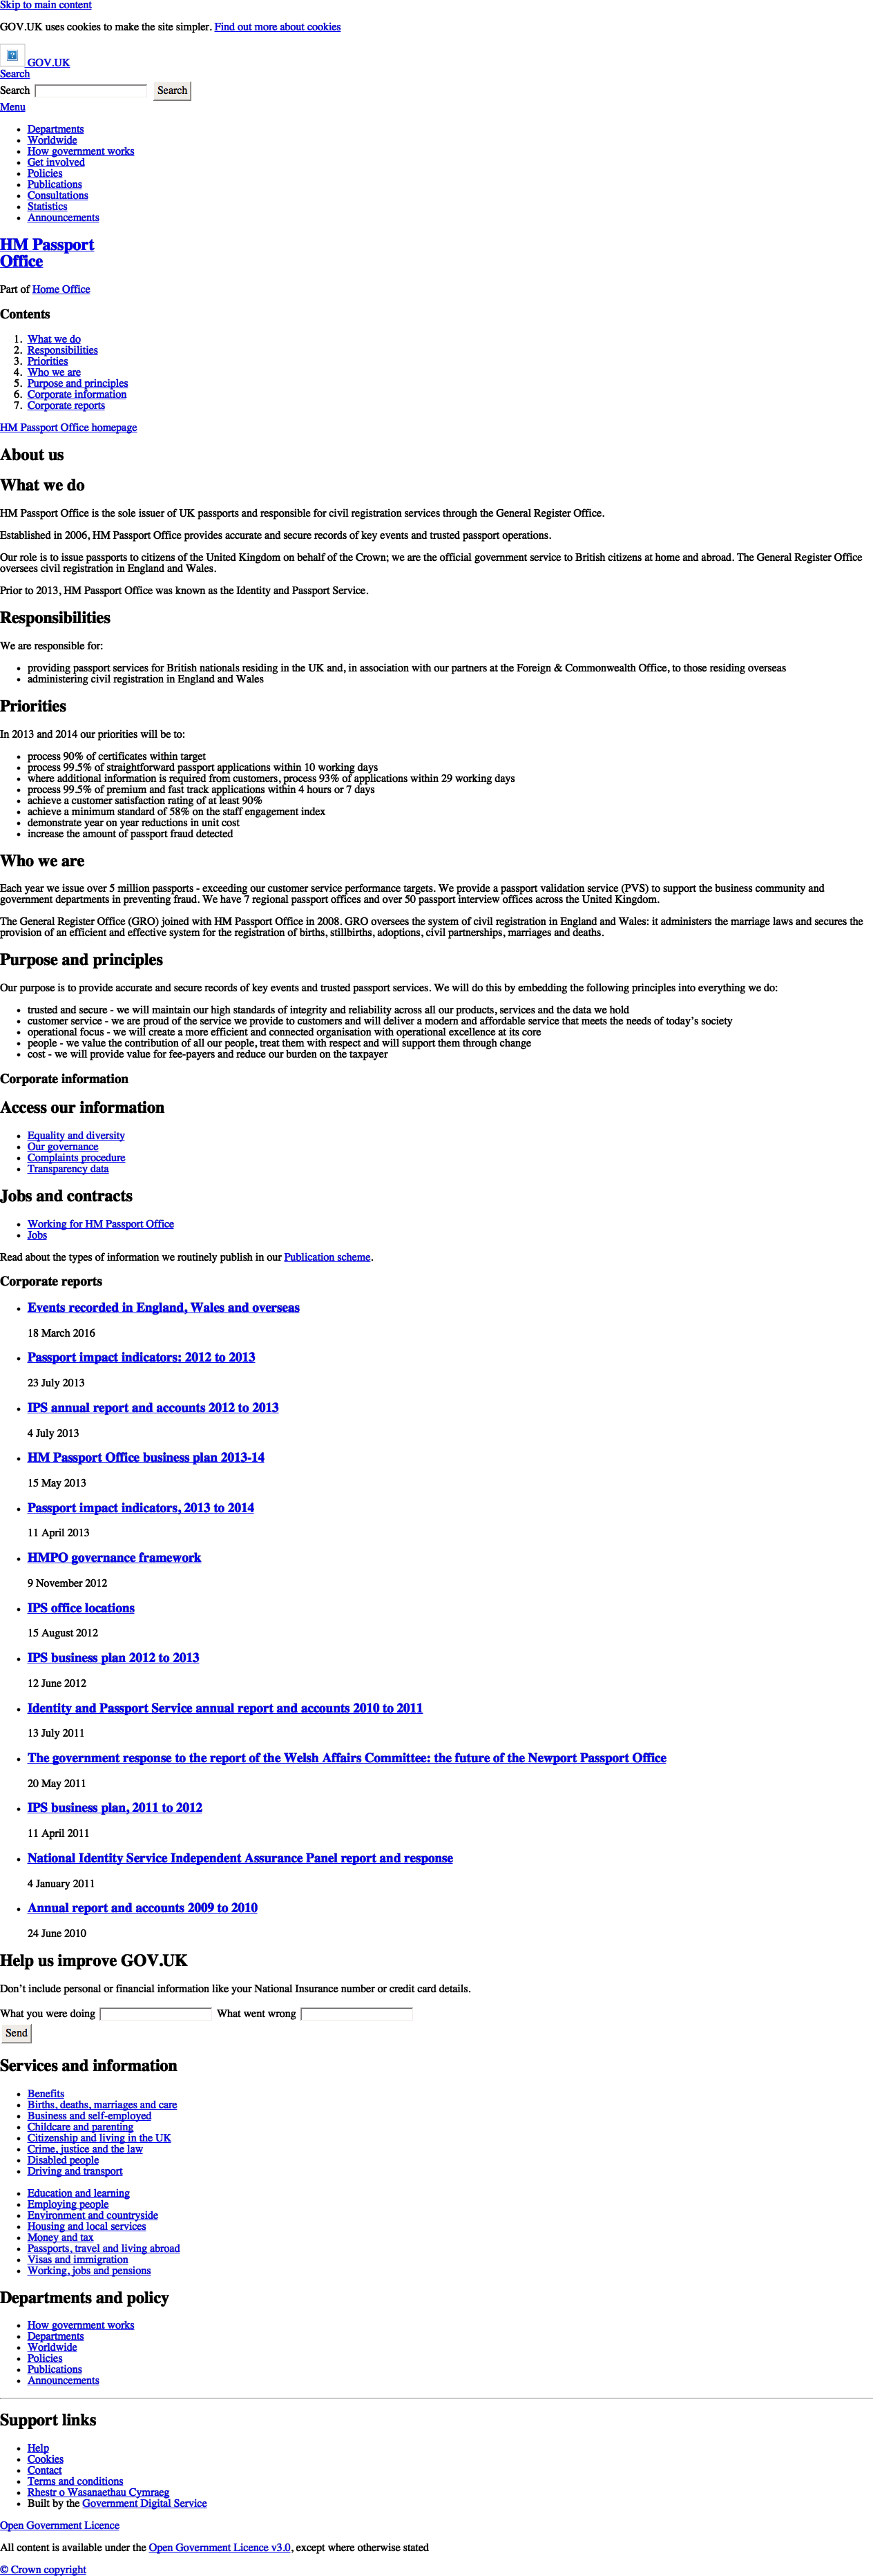 Skip to main content
GOV.UK uses cookies to make the site simpler. Find out more about cookies
GOV.UK
Search
Search Search
Menu
Departments
Worldwide
How government works
Get involved
Policies
Publications
Consultations
Statistics
Announcements
HM Passport
Office
Part of Home Office
Contents
1. What we do
2. Responsibilities
3. Priorities
4. Who we are
5. Purpose and principles
6. Corporate information
7. Corporate reports
HM Passport Office homepage
About us
What we do
HM Passport Office is the sole issuer of UK passports and responsible for civil registration services through the General Register Office.
Established in 2006, HM Passport Office provides accurate and secure records of key events and trusted passport operations.
Our role is to issue passports to citizens of the United Kingdom on behalf of the Crown; we are the official government service to British citizens at home and abroad. The General Register Office
oversees civil registration in England and Wales.
Prior to 2013, HM Passport Office was known as the Identity and Passport Service.
Responsibilities
We are responsible for:
providing passport services for British nationals residing in the UK and, in association with our partners at the Foreign & Commonwealth Office, to those residing overseas
administering civil registration in England and Wales
Priorities
In 2013 and 2014 our priorities will be to:
process 90% of certificates within target
process 99.5% of straightforward passport applications within 10 working days
where additional information is required from customers, process 93% of applications within 29 working days
process 99.5% of premium and fast track applications within 4 hours or 7 days
achieve a customer satisfaction rating of at least 90%
achieve a minimum standard of 58% on the staff engagement index
demonstrate year on year reductions in unit cost
increase the amount of passport fraud detected
Who we are
Each year we issue over 5 million passports - exceeding our customer service performance targets. We provide a passport validation service (PVS) to support the business community and
government departments in preventing fraud. We have 7 regional passport offices and over 50 passport interview offices across the United Kingdom.
The General Register Office (GRO) joined with HM Passport Office in 2008. GRO oversees the system of civil registration in England and Wales: it administers the marriage laws and secures the
provision of an efficient and effective system for the registration of births, stillbirths, adoptions, civil partnerships, marriages and deaths.
Purpose and principles
Our purpose is to provide accurate and secure records of key events and trusted passport services. We will do this by embedding the following principles into everything we do:
trusted and secure - we will maintain our high standards of integrity and reliability across all our products, services and the data we hold
customer service - we are proud of the service we provide to customers and will deliver a modern and affordable service that meets the needs of today’s society
operational focus - we will create a more efficient and connected organisation with operational excellence at its core
people - we value the contribution of all our people, treat them with respect and will support them through change
cost - we will provide value for fee-payers and reduce our burden on the taxpayer
Corporate information
Access our information
Equality and diversity
Our governance
Complaints procedure
Transparency data
Jobs and contracts
Working for HM Passport Office
Jobs
Read about the types of information we routinely publish in our Publication scheme.
Corporate reports
Events recorded in England, Wales and overseas
18 March 2016
Passport impact indicators: 2012 to 2013
23 July 2013
IPS annual report and accounts 2012 to 2013
4 July 2013
HM Passport Office business plan 2013-14
15 May 2013
Passport impact indicators, 2013 to 2014
11 April 2013
HMPO governance framework
9 November 2012
IPS office locations
15 August 2012
IPS business plan 2012 to 2013
12 June 2012
Identity and Passport Service annual report and accounts 2010 to 2011
13 July 2011
The government response to the report of the Welsh Affairs Committee: the future of the Newport Passport Office
20 May 2011
IPS business plan, 2011 to 2012
11 April 2011
National Identity Service Independent Assurance Panel report and response
4 January 2011
Annual report and accounts 2009 to 2010
24 June 2010
Help us improve GOV.UK
Don’t include personal or financial information like your National Insurance number or credit card details.
What you were doing What went wrong
Send
Services and information
Benefits
Births, deaths, marriages and care
Business and self-employed
Childcare and parenting
Citizenship and living in the UK
Crime, justice and the law
Disabled people
Driving and transport
Education and learning
Employing people
Environment and countryside
Housing and local services
Money and tax
Passports, travel and living abroad
Visas and immigration
Working, jobs and pensions
Departments and policy
How government works
Departments
Worldwide
Policies
Publications
Announcements
Support links
Help
Cookies
Contact
Terms and conditions
Rhestr o Wasanaethau Cymraeg
Built by the Government Digital Service
Open Government Licence
All content is available under the Open Government Licence v3.0, except where otherwise stated
© Crown copyright